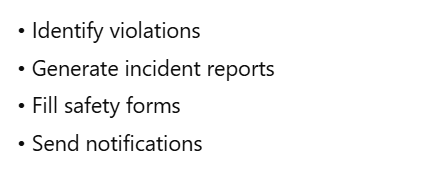 • Identify violations
• Generate incident reports
• Fill safety forms
• Send notifications